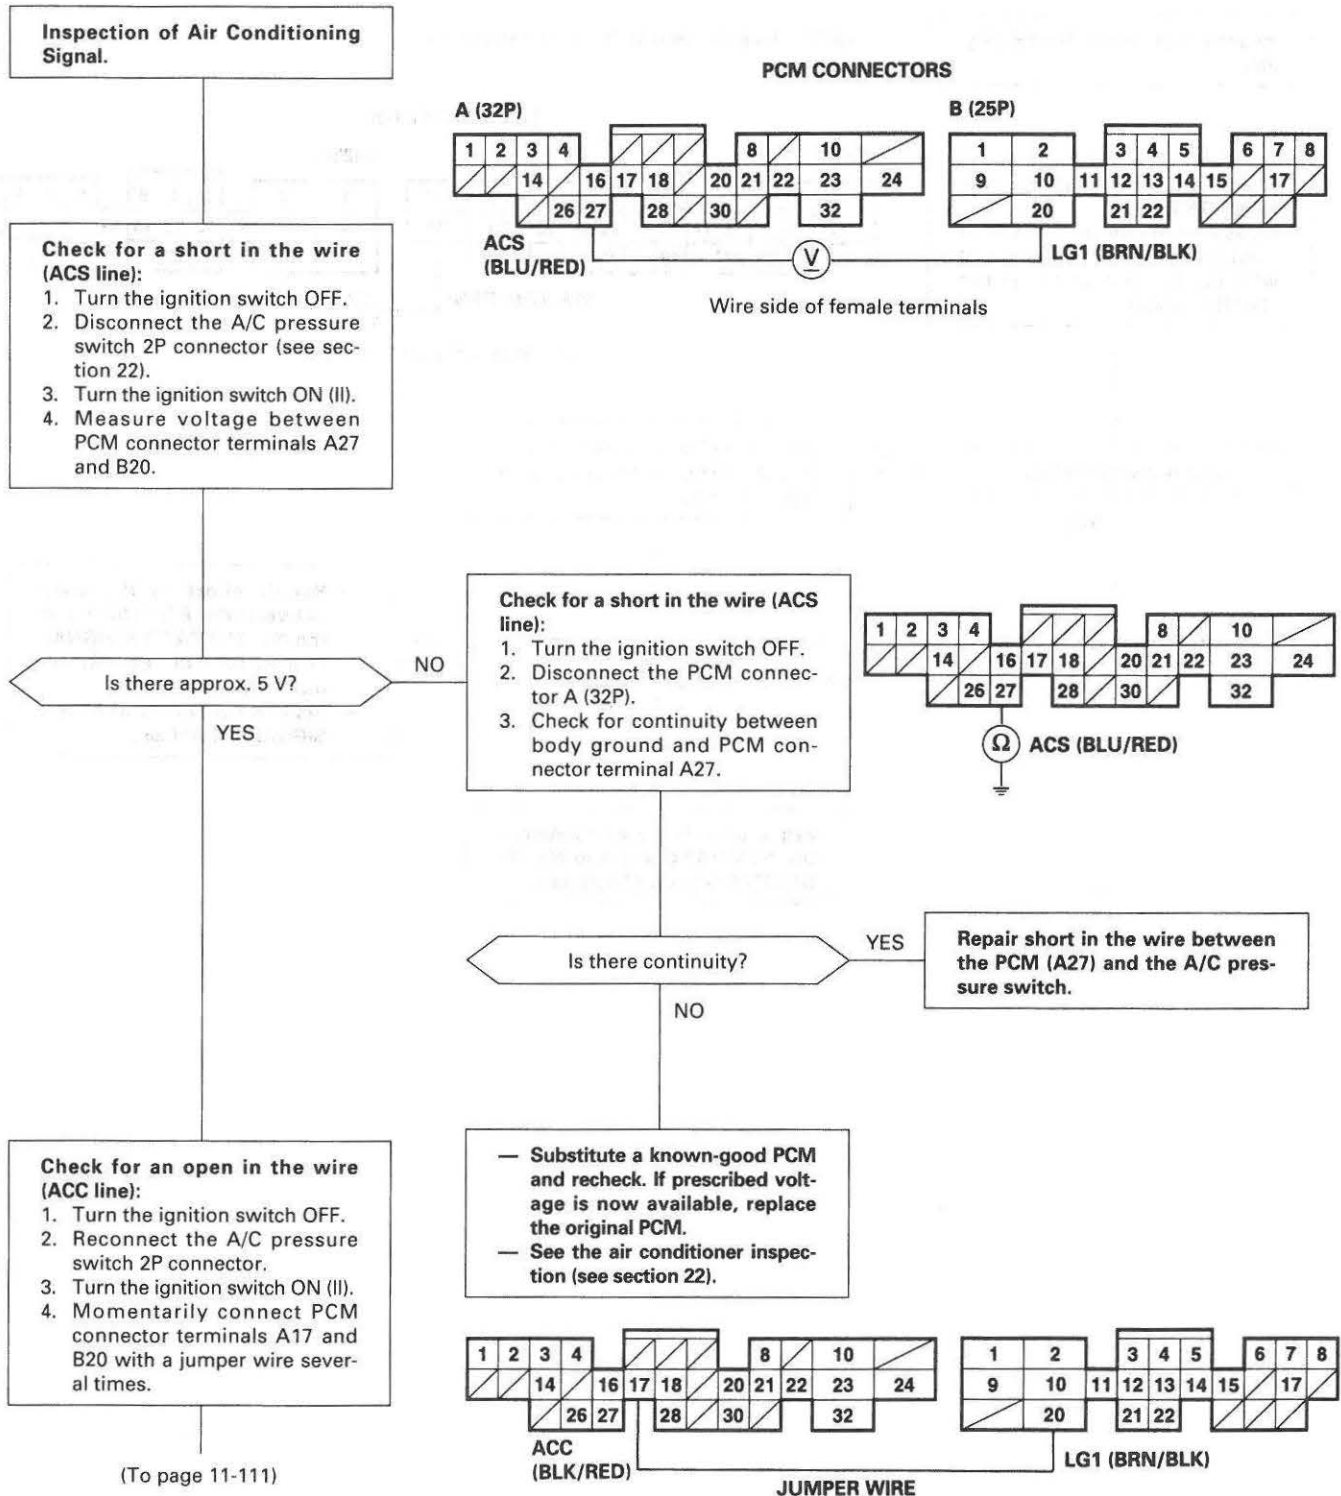 Inspection of Air Conditioning
Signal.
PCM CONNECTORS
A (32P)
B (25P)
1 2 3 4 8 10
14 16 17 18 20 21 22 23 24
26 27 28 30 32
1 2 3 4 5 6 7 8
9 10 11 12 13 14 15 17
20 21 22
ACS
(BLU/RED)
V
LG1 (BRN/BLK)
Wire side of female terminals
Check for a short in the wire
(ACS line):
1. Turn the ignition switch OFF.
2. Disconnect the A/C pressure
switch 2P connector (see sec-
tion 22).
3. Turn the ignition switch ON (II).
4. Measure voltage between
PCM connector terminals A27
and B20.
Is there approx. 5 V?
NO
YES
Check for a short in the wire (ACS
line):
1. Turn the ignition switch OFF.
2. Disconnect the PCM connec-
tor A (32P).
3. Check for continuity between
body ground and PCM con-
nector terminal A27.
1 2 3 4 8 10
14 16 17 18 20 21 22 23 24
26 27 28 30 32
Ω
ACS (BLU/RED)
Is there continuity?
YES
NO
Repair short in the wire between
the PCM (A27) and the A/C pres-
sure switch.
Check for an open in the wire
(ACC line):
1. Turn the ignition switch OFF.
2. Reconnect the A/C pressure
switch 2P connector.
3. Turn the ignition switch ON (II).
4. Momentarily connect PCM
connector terminals A17 and
B20 with a jumper wire sever-
al times.
(To page 11-111)
— Substitute a known-good PCM
and recheck. If prescribed volt-
age is now available, replace
the original PCM.
— See the air conditioner inspec-
tion (see section 22).
1 2 3 4 8 10
14 16 17 18 20 21 22 23 24
26 27 28 30 32
1 2 3 4 5 6 7 8
9 10 11 12 13 14 15 17
20 21 22
ACC
(BLK/RED)
LG1 (BRN/BLK)
JUMPER WIRE